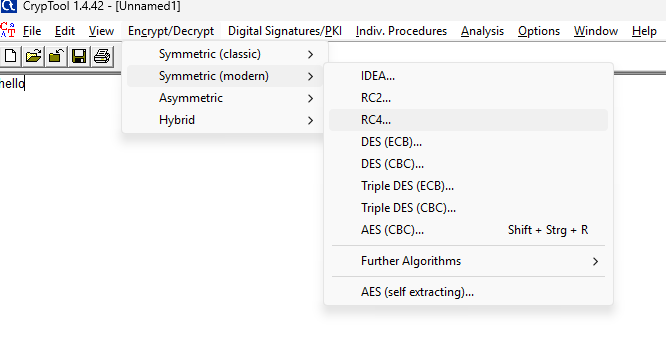 CrypTool 1.4.42 - [Unnamed1]
File Edit View Encrypt/Decrypt Digital Signatures/PKI Indiv. Procedures Analysis Options Window Help
hello
Symmetric (classic)
Symmetric (modern)
Asymmetric
Hybrid
IDEA...
RC2...
RC4...
DES (ECB)...
DES (CBC)...
Triple DES (ECB)...
Triple DES (CBC)...
AES (CBC)... Shift + Strg + R
Further Algorithms
AES (self extracting)...